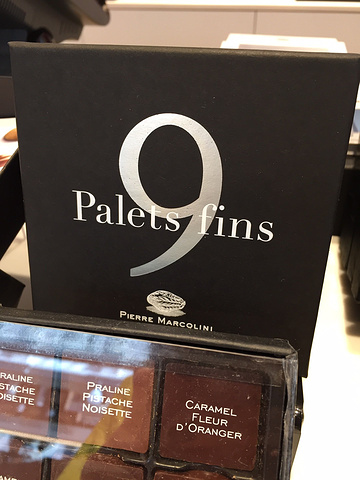 9
Palets fins
PIERRE MARCOLINI
PRALINE
PISTACHE
NOISETTE
CARAMEL
FLEUR
D'ORANGER